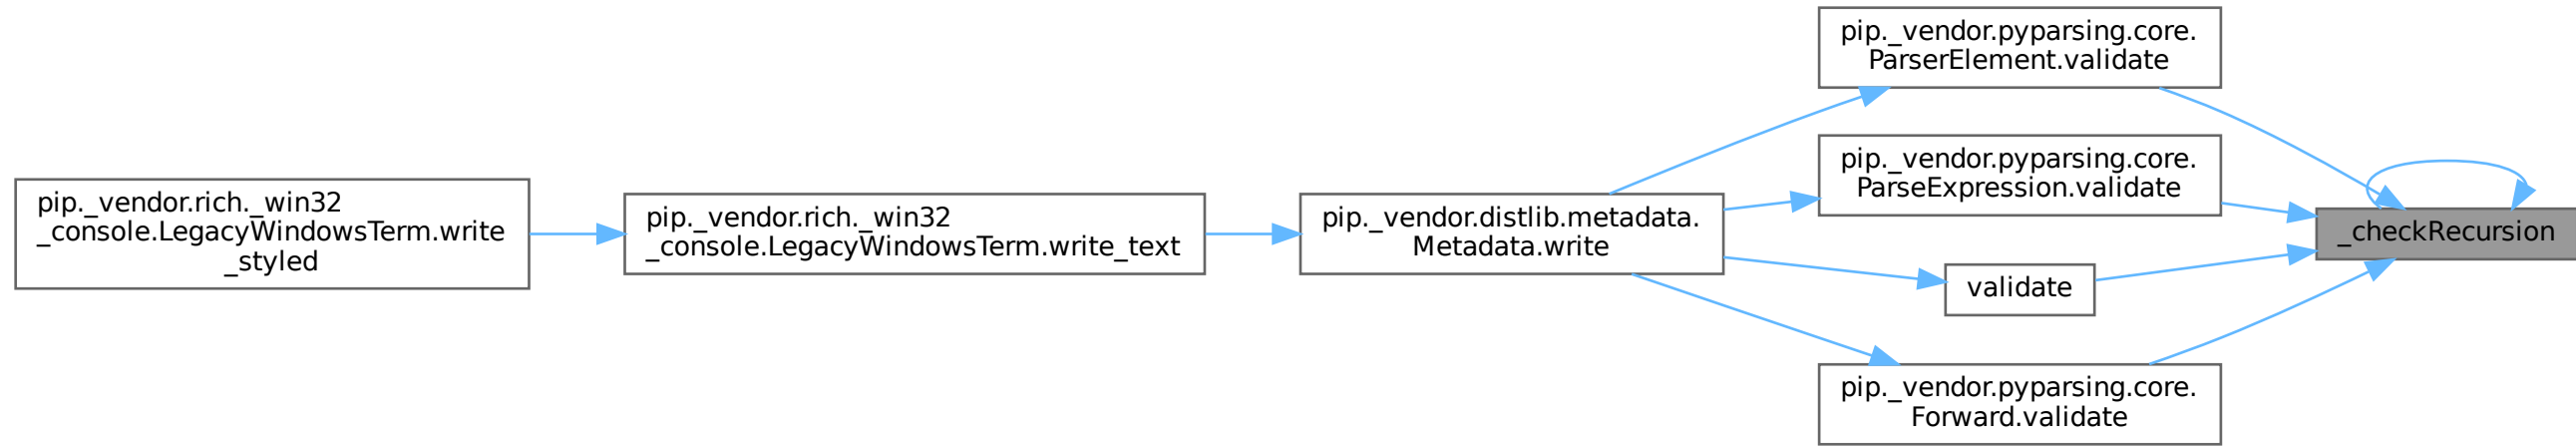 pip._vendor.rich._win32
_console.LegacyWindowsTerm.write
_styled
pip._vendor.rich._win32
_console.LegacyWindowsTerm.write_text
pip._vendor.distlib.metadata.
Metadata.write
pip._vendor.pyparsing.core.
ParserElement.validate
pip._vendor.pyparsing.core.
ParseExpression.validate
validate
pip._vendor.pyparsing.core.
Forward.validate
_checkRecursion